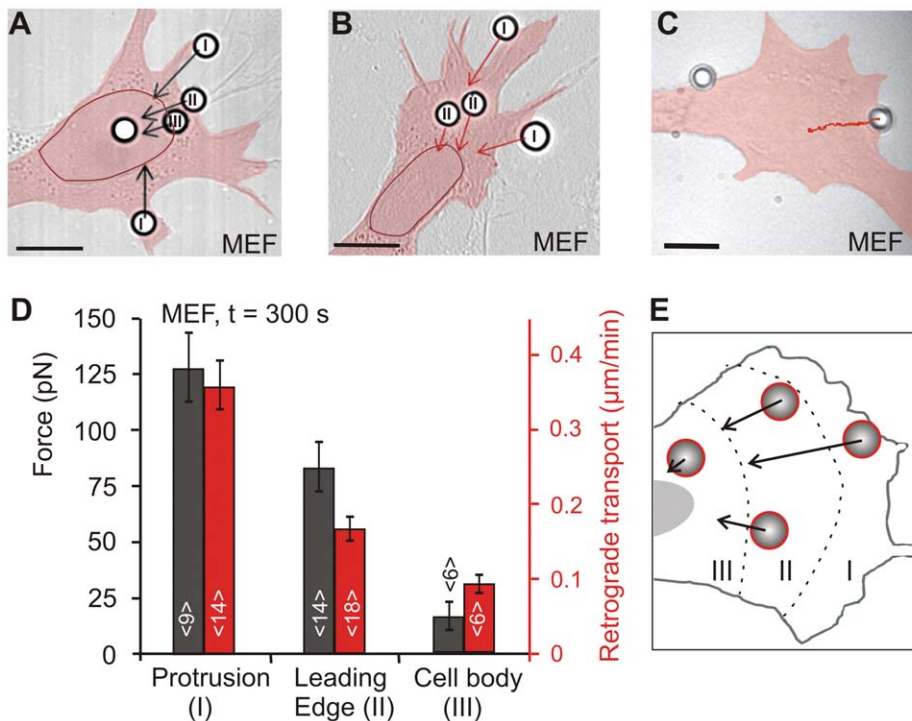 A
I
II
III
I
MEF
B
I
II
II
I
MEF
C
MEF
D
MEF, t = 300 s
150
125
100
75
50
25
0
Force (pN)
<9>
<14>
<14>
<18>
<6>
<6>
0.4
0.3
0.2
0.1
0
Retrograde transport (µm/min)
Protrusion (I)
Leading Edge (II)
Cell body (III)
E
III
II
I